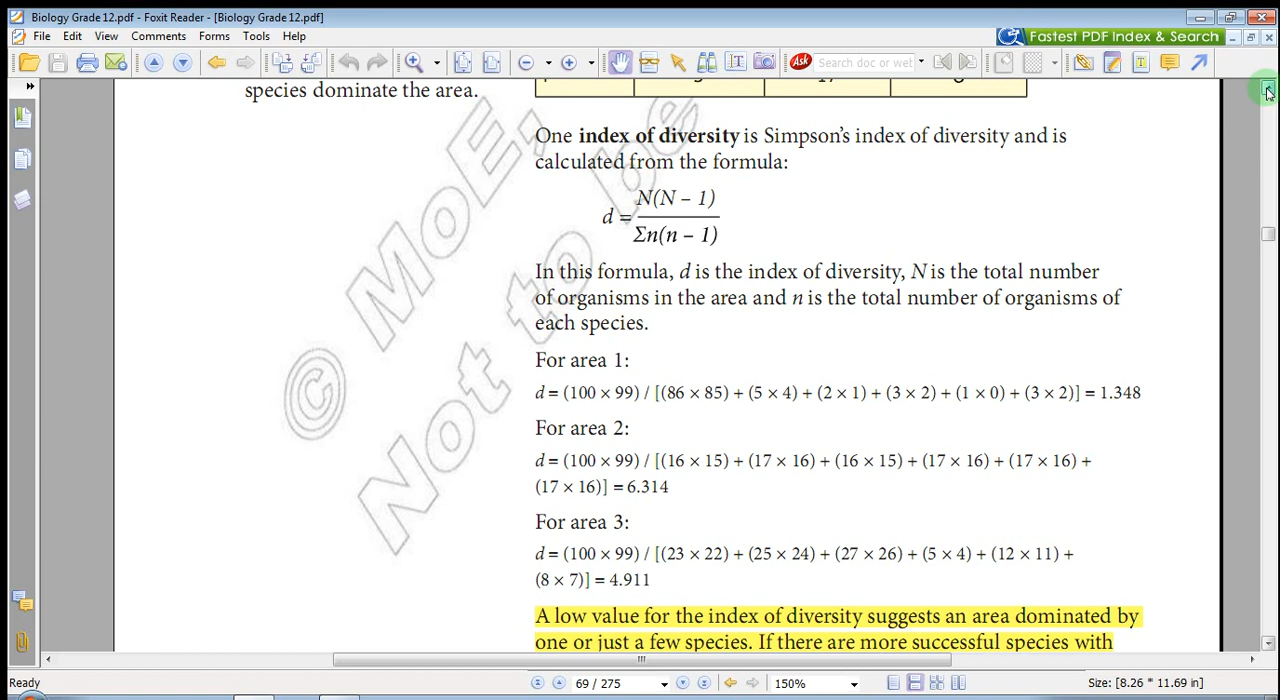 Biology Grade 12.pdf - Foxit Reader - [Biology Grade 12.pdf]
File Edit View Comments Forms Tools Help
Fastest PDF Index & Search
Ask Search doc or wel
species dominate the area.
One index of diversity is Simpson's index of diversity and is
calculated from the formula:
d = N(N – 1)
Σn(n – 1)
In this formula, d is the index of diversity, N is the total number
of organisms in the area and n is the total number of organisms of
each species.
For area 1:
d = (100 × 99) / [(86 × 85) + (5 × 4) + (2 × 1) + (3 × 2) + (1 × 0) + (3 × 2)] = 1.348
For area 2:
d = (100 × 99) / [(16 × 15) + (17 × 16) + (16 × 15) + (17 × 16) + (17 × 16) +
(17 × 16)] = 6.314
For area 3:
d = (100 × 99) / [(23 × 22) + (25 × 24) + (27 × 26) + (5 × 4) + (12 × 11) +
(8 × 7)] = 4.911
A low value for the index of diversity suggests an area dominated by
one or just a few species. If there are more successful species with
© MoE,
Not to be
Ready 69 / 275 150% Size: [8.26 * 11.69 in]